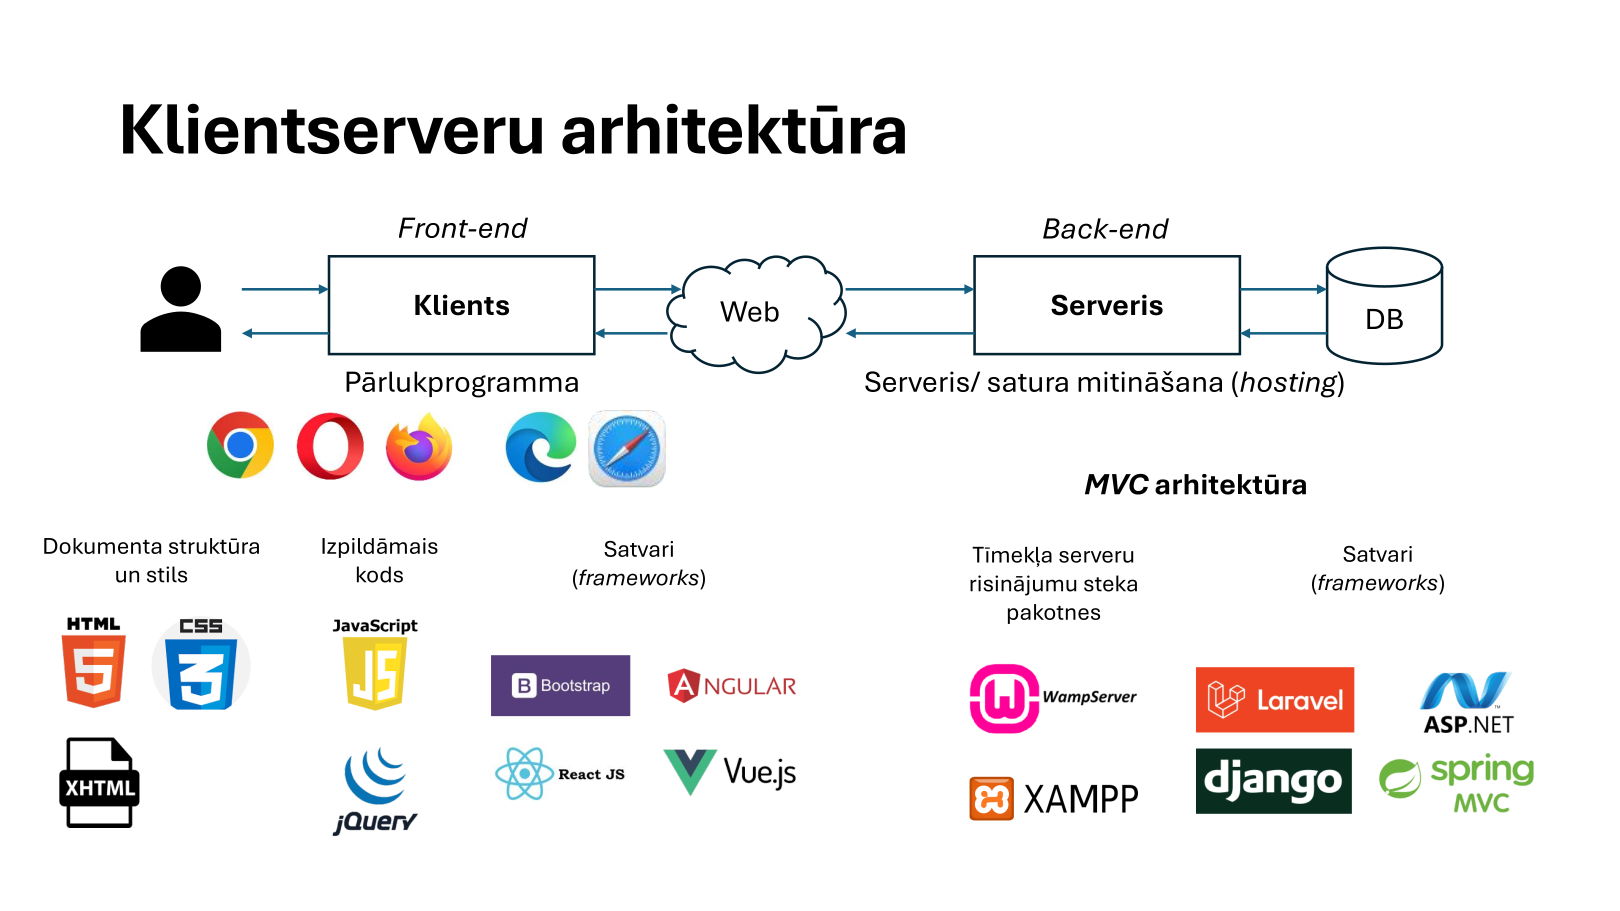 Klientserveru arhitektūra
Front-end
Back-end
Klients
Web
Serveris
DB
Pārlukprogramma
Serveris/ satura mitināšana (hosting)
MVC arhitektūra
Dokumenta struktūra
un stils
Izpildāmais
kods
Satvari
(frameworks)
Tīmekļa serveru
risinājumu steka
pakotnes
Satvari
(frameworks)
HTML
5
CSS
3
JavaScript
JS
B Bootstrap
ANGULAR
W WampServer
Laravel
ASP.NET
XHTML
jQuery
React JS
Vue.js
XAMPP
django
spring
MVC